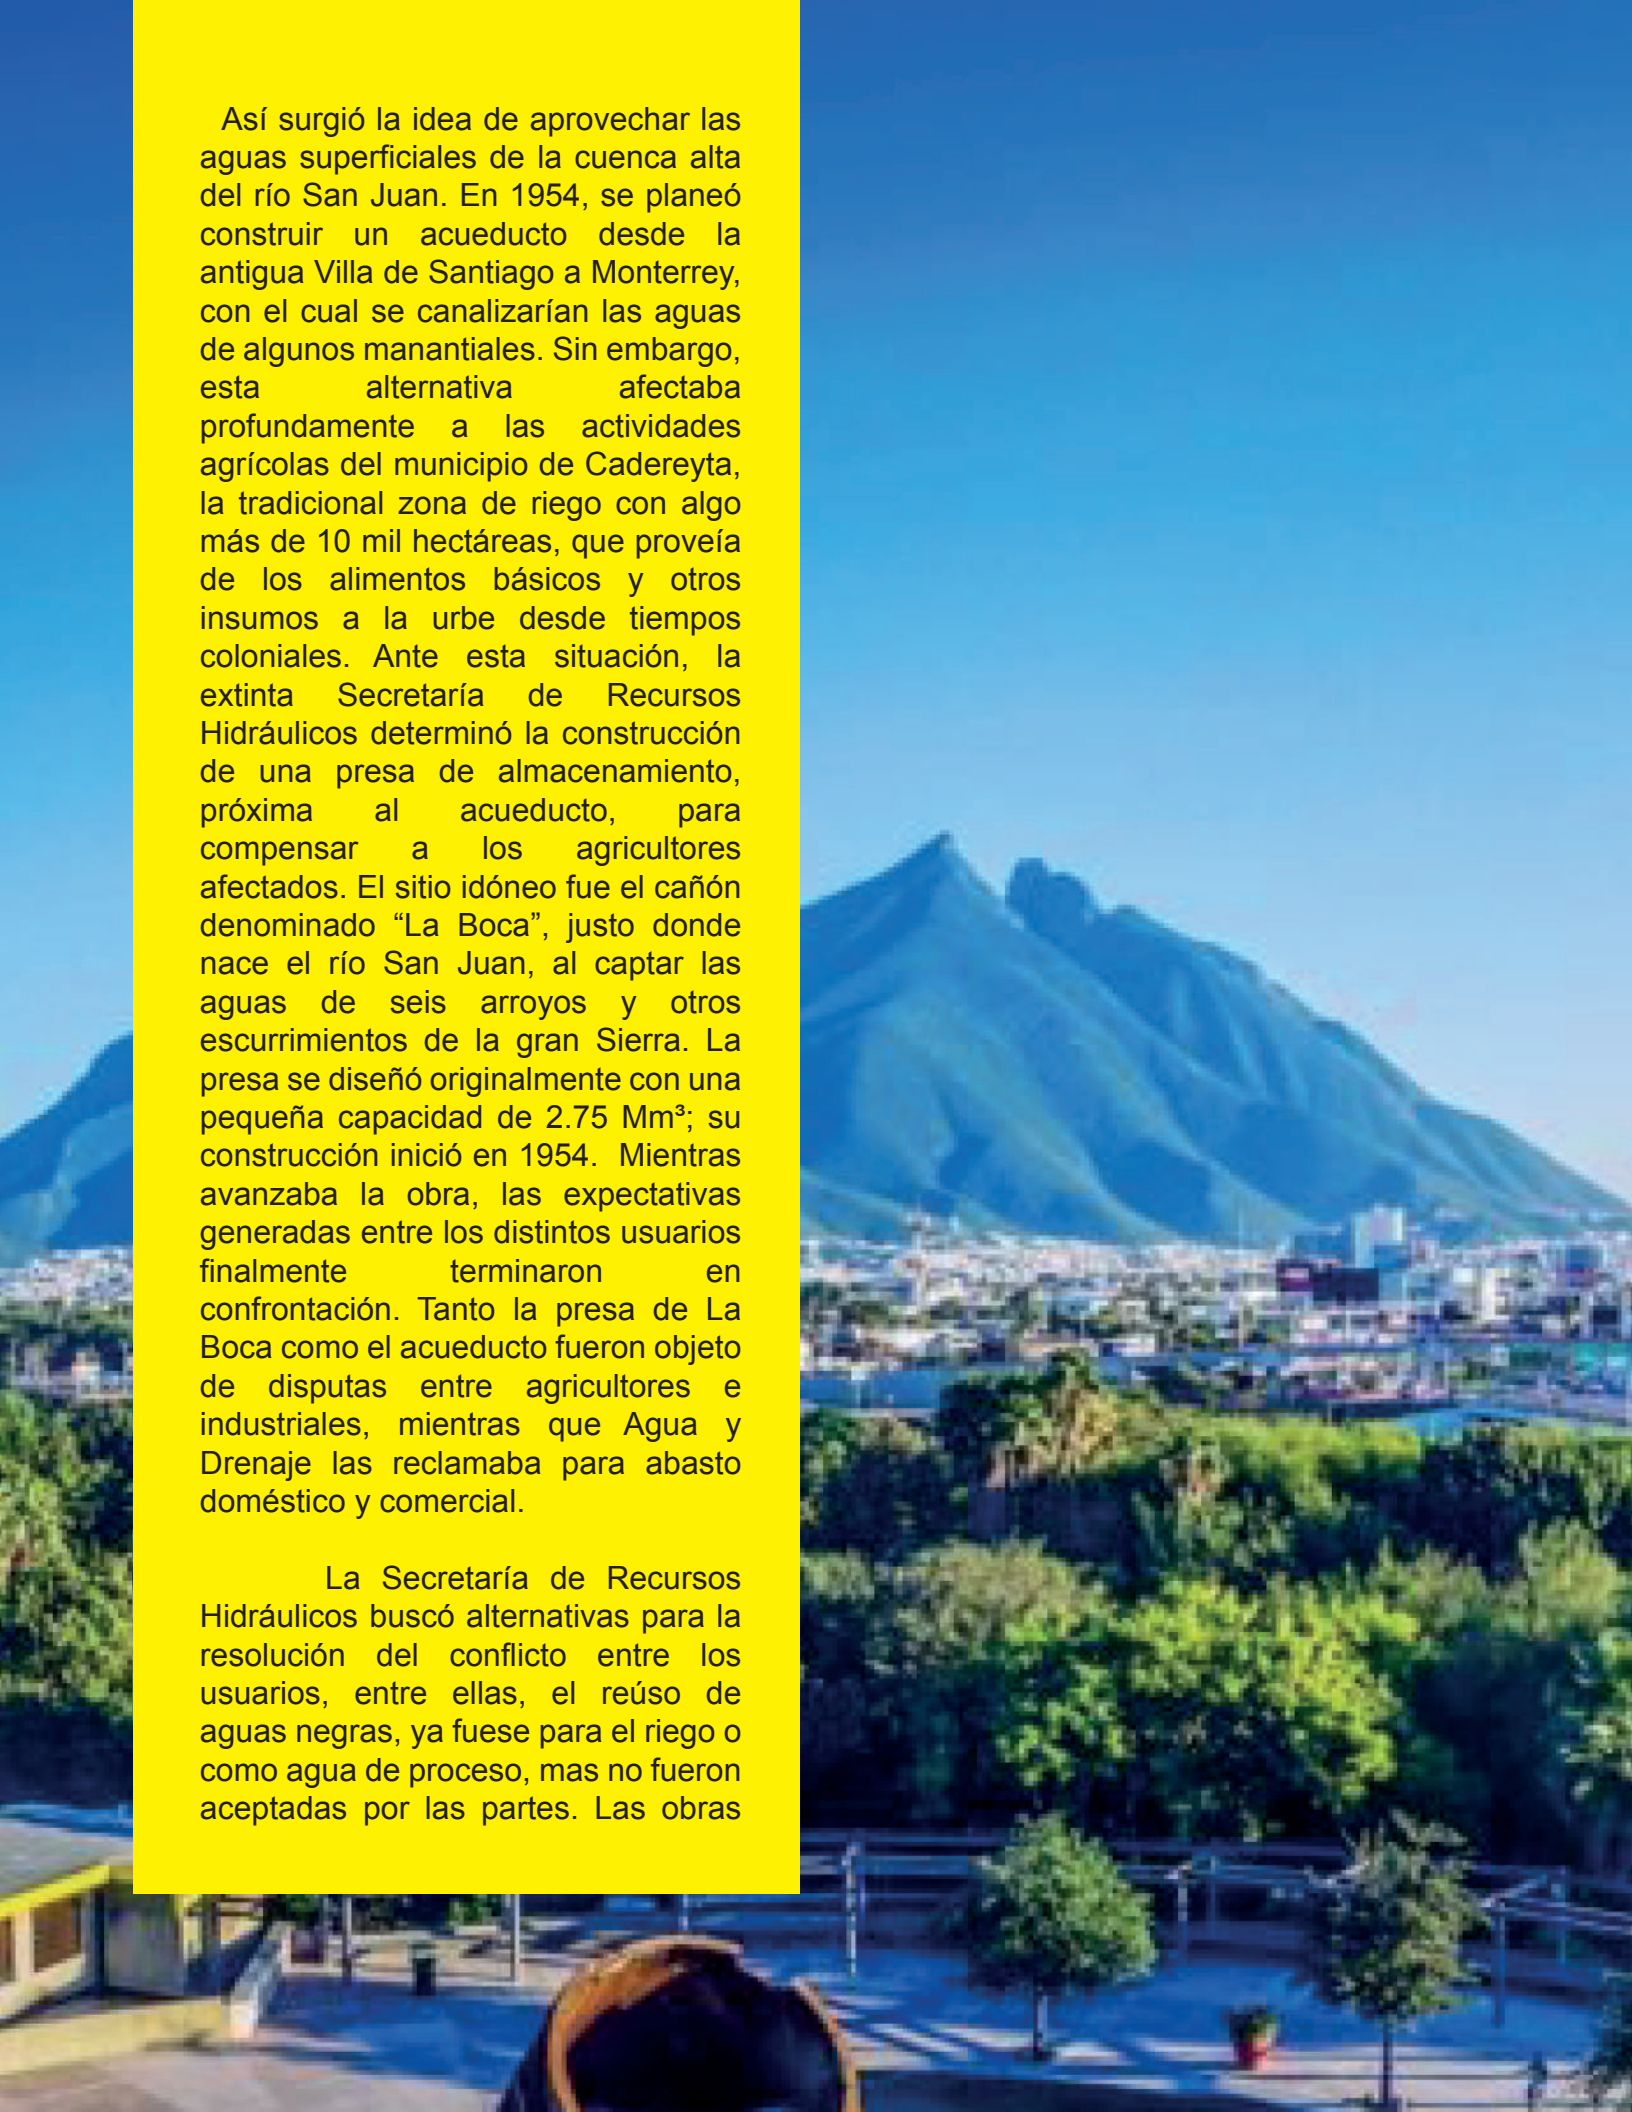 Así surgió la idea de aprovechar las
aguas superficiales de la cuenca alta
del río San Juan. En 1954, se planeó
construir un acueducto desde la
antigua Villa de Santiago a Monterrey,
con el cual se canalizarían las aguas
de algunos manantiales. Sin embargo,
esta alternativa afectaba
profundamente a las actividades
agrícolas del municipio de Cadereyta,
la tradicional zona de riego con algo
más de 10 mil hectáreas, que proveía
de los alimentos básicos y otros
insumos a la urbe desde tiempos
coloniales. Ante esta situación, la
extinta Secretaría de Recursos
Hidráulicos determinó la construcción
de una presa de almacenamiento,
próxima al acueducto, para
compensar a los agricultores
afectados. El sitio idóneo fue el cañón
denominado “La Boca”, justo donde
nace el río San Juan, al captar las
aguas de seis arroyos y otros
escurrimientos de la gran Sierra. La
presa se diseñó originalmente con una
pequeña capacidad de 2.75 Mm³; su
construcción inició en 1954. Mientras
avanzaba la obra, las expectativas
generadas entre los distintos usuarios
finalmente terminaron en
confrontación. Tanto la presa de La
Boca como el acueducto fueron objeto
de disputas entre agricultores e
industriales, mientras que Agua y
Drenaje las reclamaba para abasto
doméstico y comercial.
La Secretaría de Recursos
Hidráulicos buscó alternativas para la
resolución del conflicto entre los
usuarios, entre ellas, el reúso de
aguas negras, ya fuese para el riego o
como agua de proceso, mas no fueron
aceptadas por las partes. Las obras